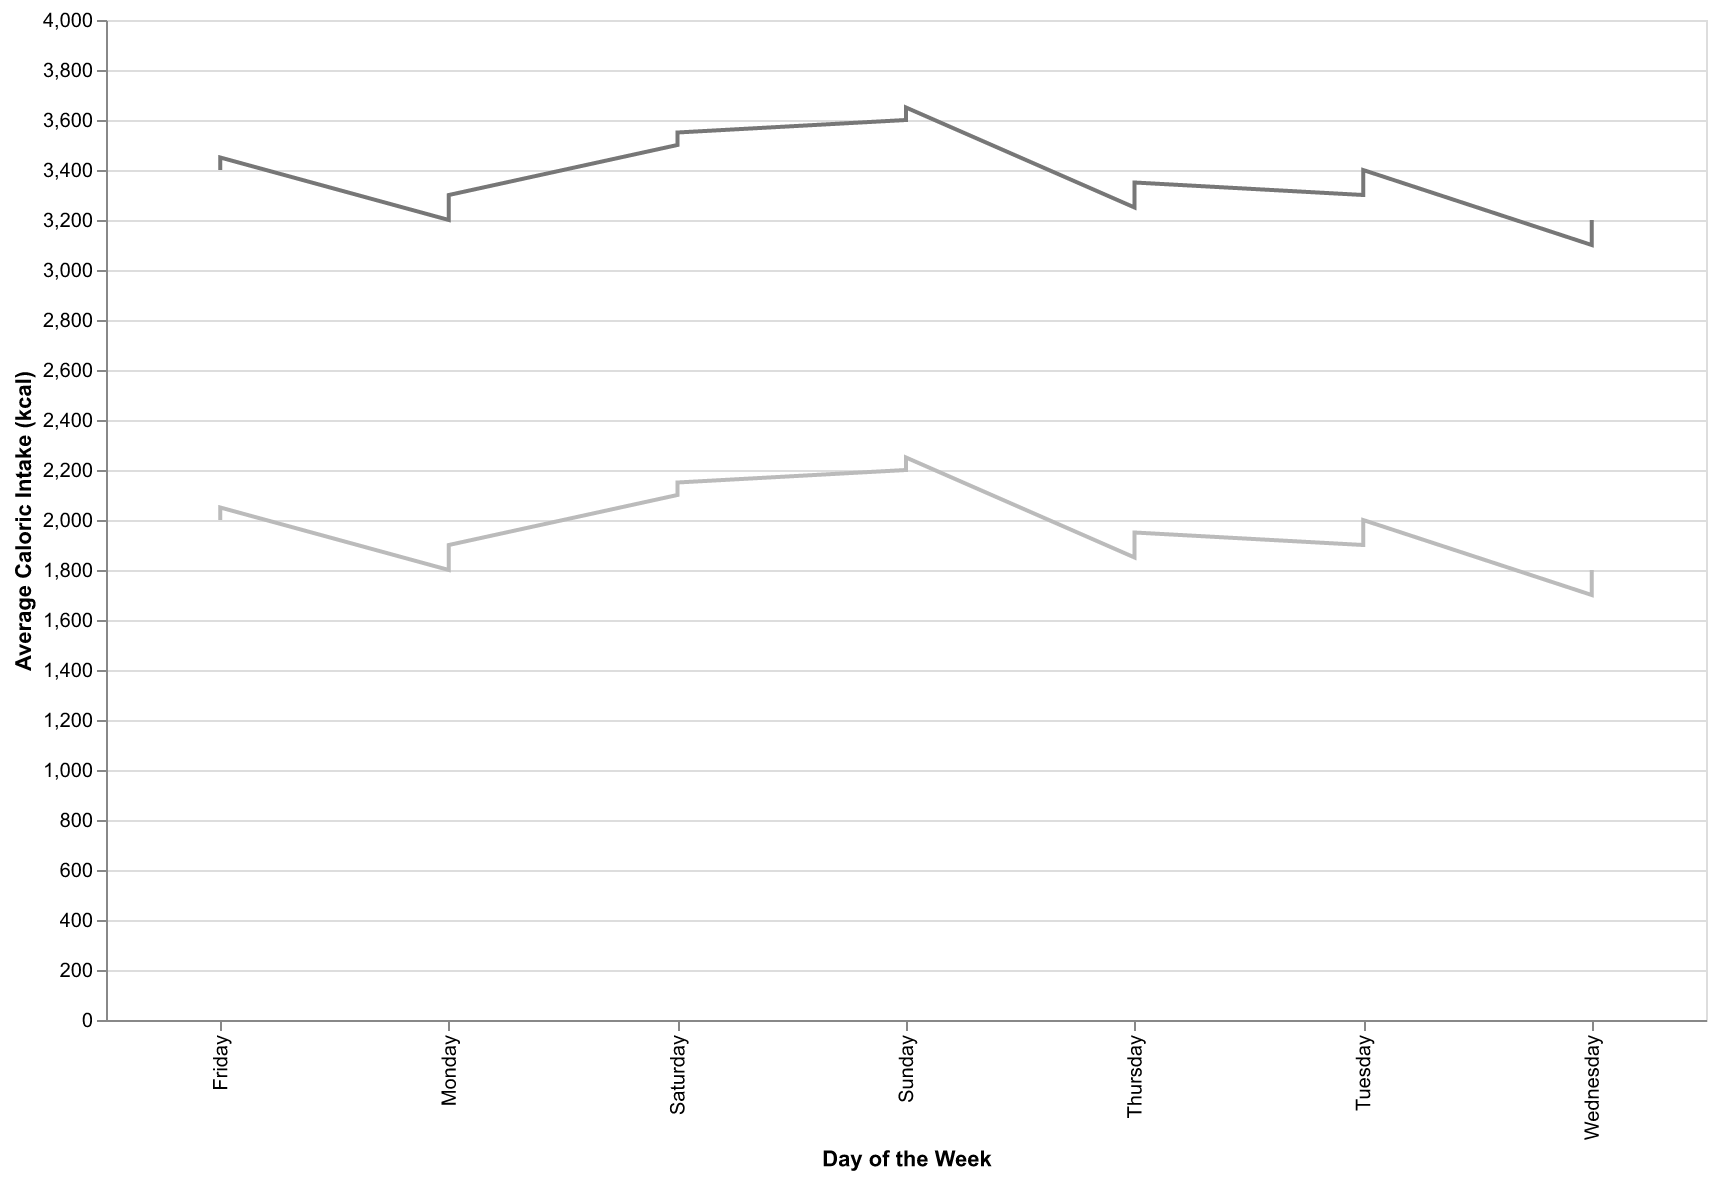 4,000
3,800
3,600
3,400
3,200
3,000
2,800
2,600
2,400
2,200
2,000
1,800
1,600
1,400
1,200
1,000
800
600
400
200
0
Average Caloric Intake (kcal)
Friday
Monday
Saturday
Sunday
Thursday
Tuesday
Wednesday
Day of the Week